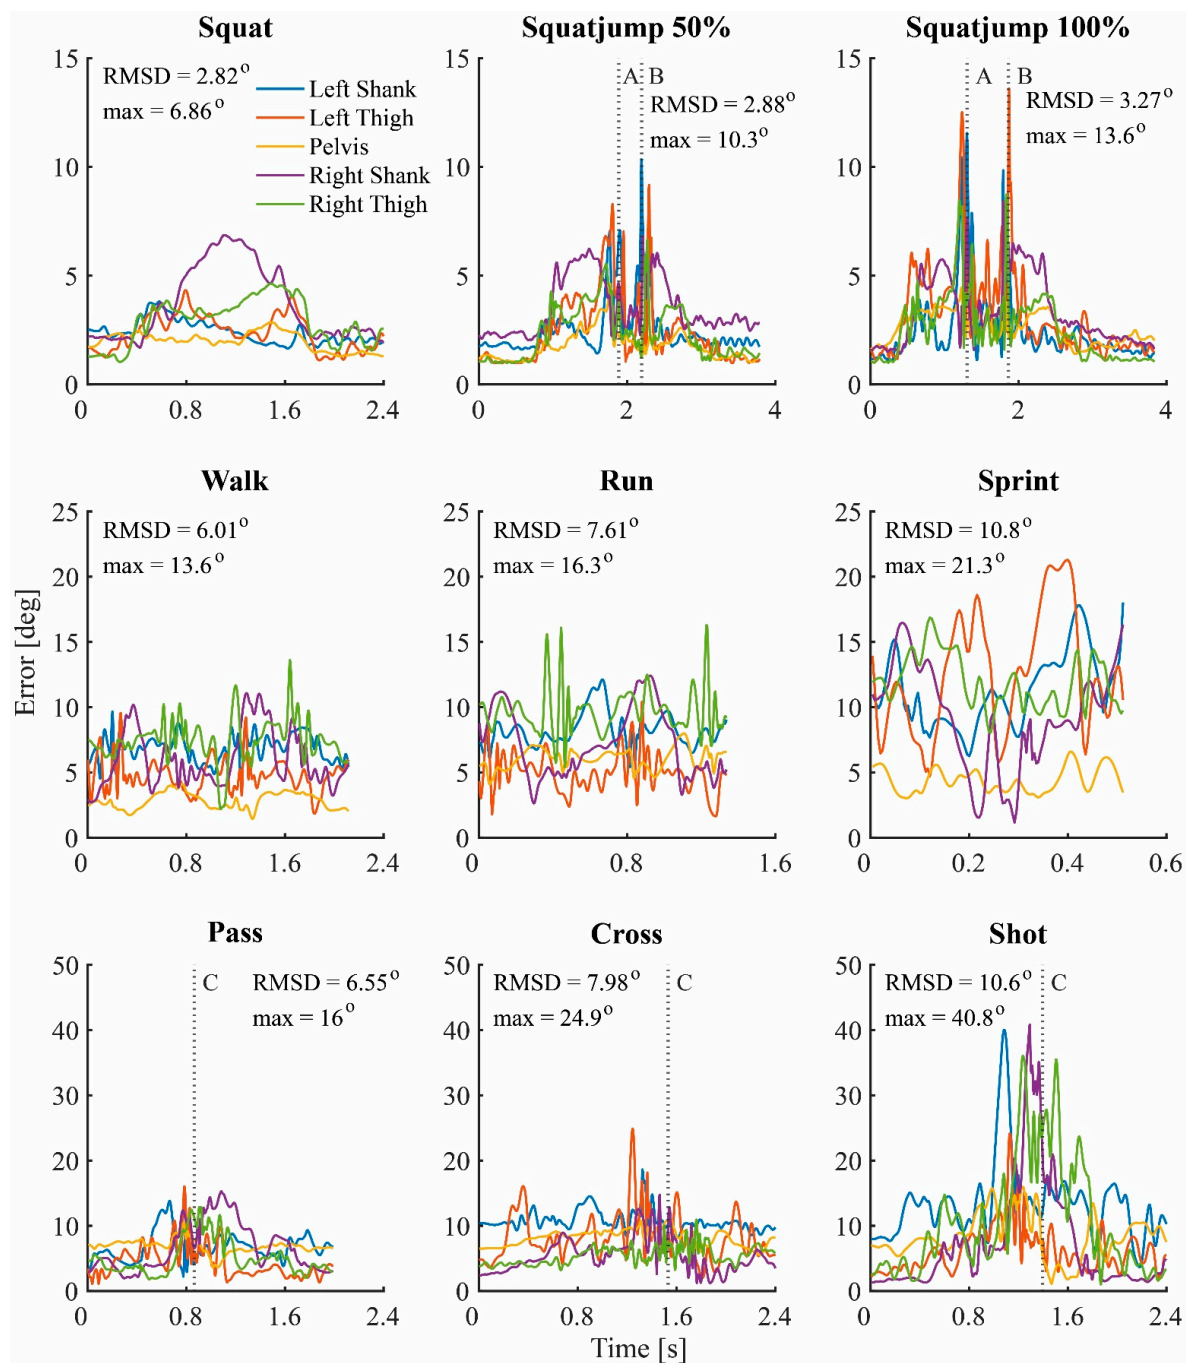 Squat
Squatjump 50%
Squatjump 100%
15
10
5
0
RMSD = 2.82°
max = 6.86°
Left Shank
Left Thigh
Pelvis
Right Shank
Right Thigh
0 0.8 1.6 2.4
15
10
5
0
A B
RMSD = 2.88°
max = 10.3°
0 2 4
15
10
5
0
A B
RMSD = 3.27°
max = 13.6°
0 2 4
Walk
Run
Sprint
Error [deg]
25
20
15
10
5
0
RMSD = 6.01°
max = 13.6°
0 0.8 1.6 2.4
25
20
15
10
5
0
RMSD = 7.61°
max = 16.3°
0 0.8 1.6
25
20
15
10
5
0
RMSD = 10.8°
max = 21.3°
0 0.2 0.4 0.6
Pass
Cross
Shot
50
40
30
20
10
0
C
RMSD = 6.55°
max = 16°
0 0.8 1.6 2.4
50
40
30
20
10
0
RMSD = 7.98°
max = 24.9°
C
0 0.8 1.6 2.4
50
40
30
20
10
0
RMSD = 10.6°
max = 40.8°
C
0 0.8 1.6 2.4
Time [s]